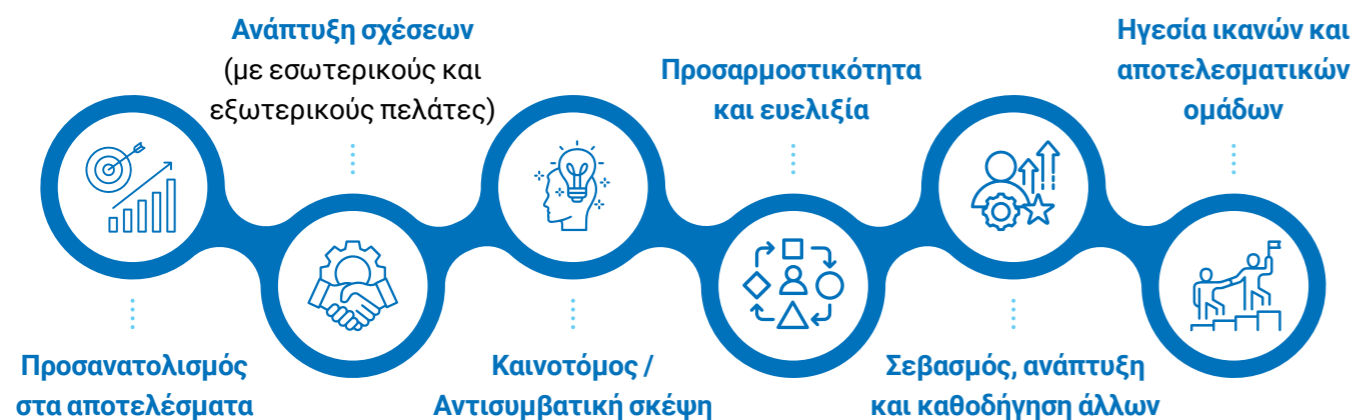 Προσανατολισμός
στα αποτελέσματα
Ανάπτυξη σχέσεων
(με εσωτερικούς και
εξωτερικούς πελάτες)
Καινοτόμος /
Αντισυμβατική σκέψη
Προσαρμοστικότητα
και ευελιξία
Σεβασμός, ανάπτυξη
και καθοδήγηση άλλων
Ηγεσία ικανών και
αποτελεσματικών
ομάδων